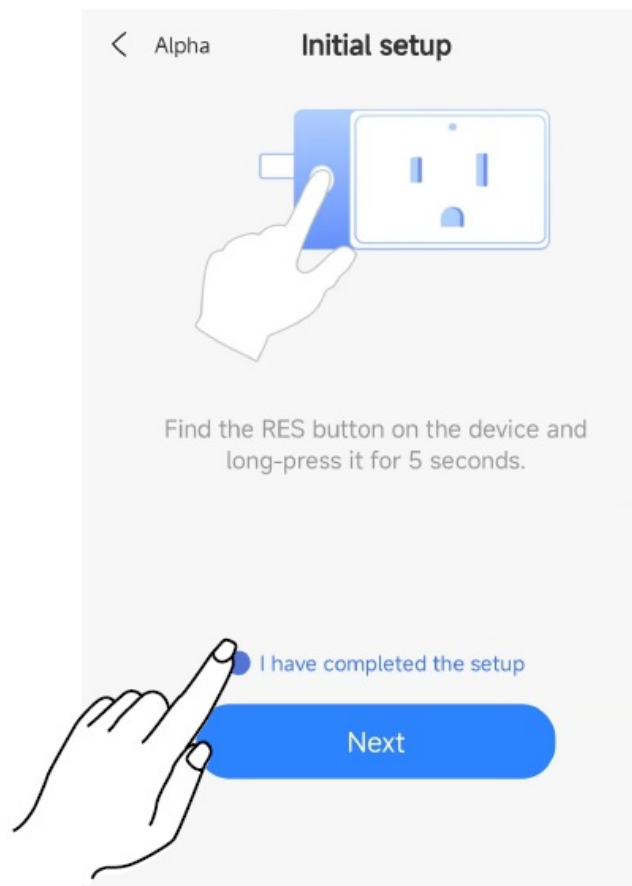 Alpha Initial setup
Find the RES button on the device and
long-press it for 5 seconds.
I have completed the setup
Next